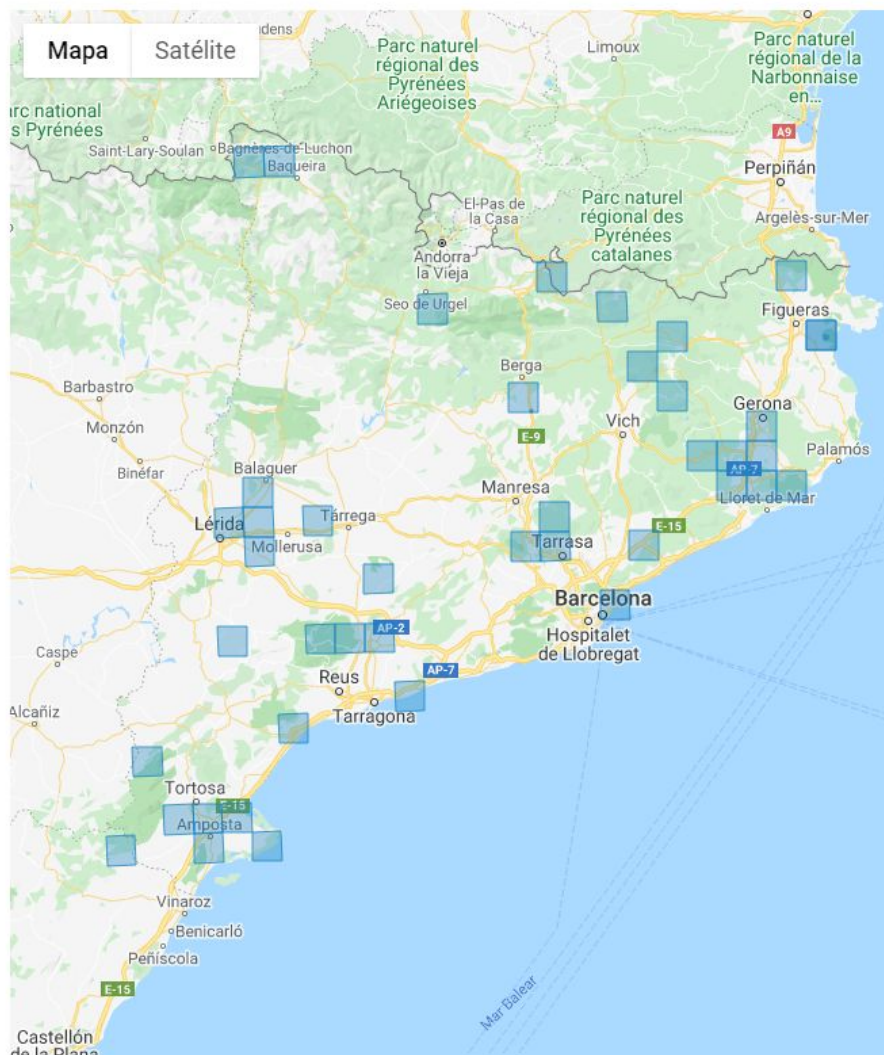 Mapa
Satélite
Limoux
Parc naturel
régional des
Pyrénées
Ariégeoises
Parc naturel
régional de la
Narbonnaise
en...
arc national
s Pyrénées
A9
Saint-Lary-Soulan
Bagnères-de-Luchon
Baqueira
Perpiñán
El-Pas de
la Casa
Parc naturel
régional des
Pyrénées
catalanes
Argelès-sur-Mer
Andorra
la Vieja
Seo de Urgel
Figueras
Berga
Barbastro
Gerona
Monzón
E-9
Vich
Palamós
Binéfar
Balaguer
AP-7
Manresa
Lloret de Mar
Lérida
Tárrega
E-15
Mollerusa
Tarrasa
Barcelona
AP-2
Hospitalet
de Llobregat
Caspe
AP-7
Reus
Alcañiz
Tarragona
Tortosa
E-15
Amposta
Vinaroz
Benicarló
Peñíscola
E-15
Mar Balear
Castellón
de la Plana